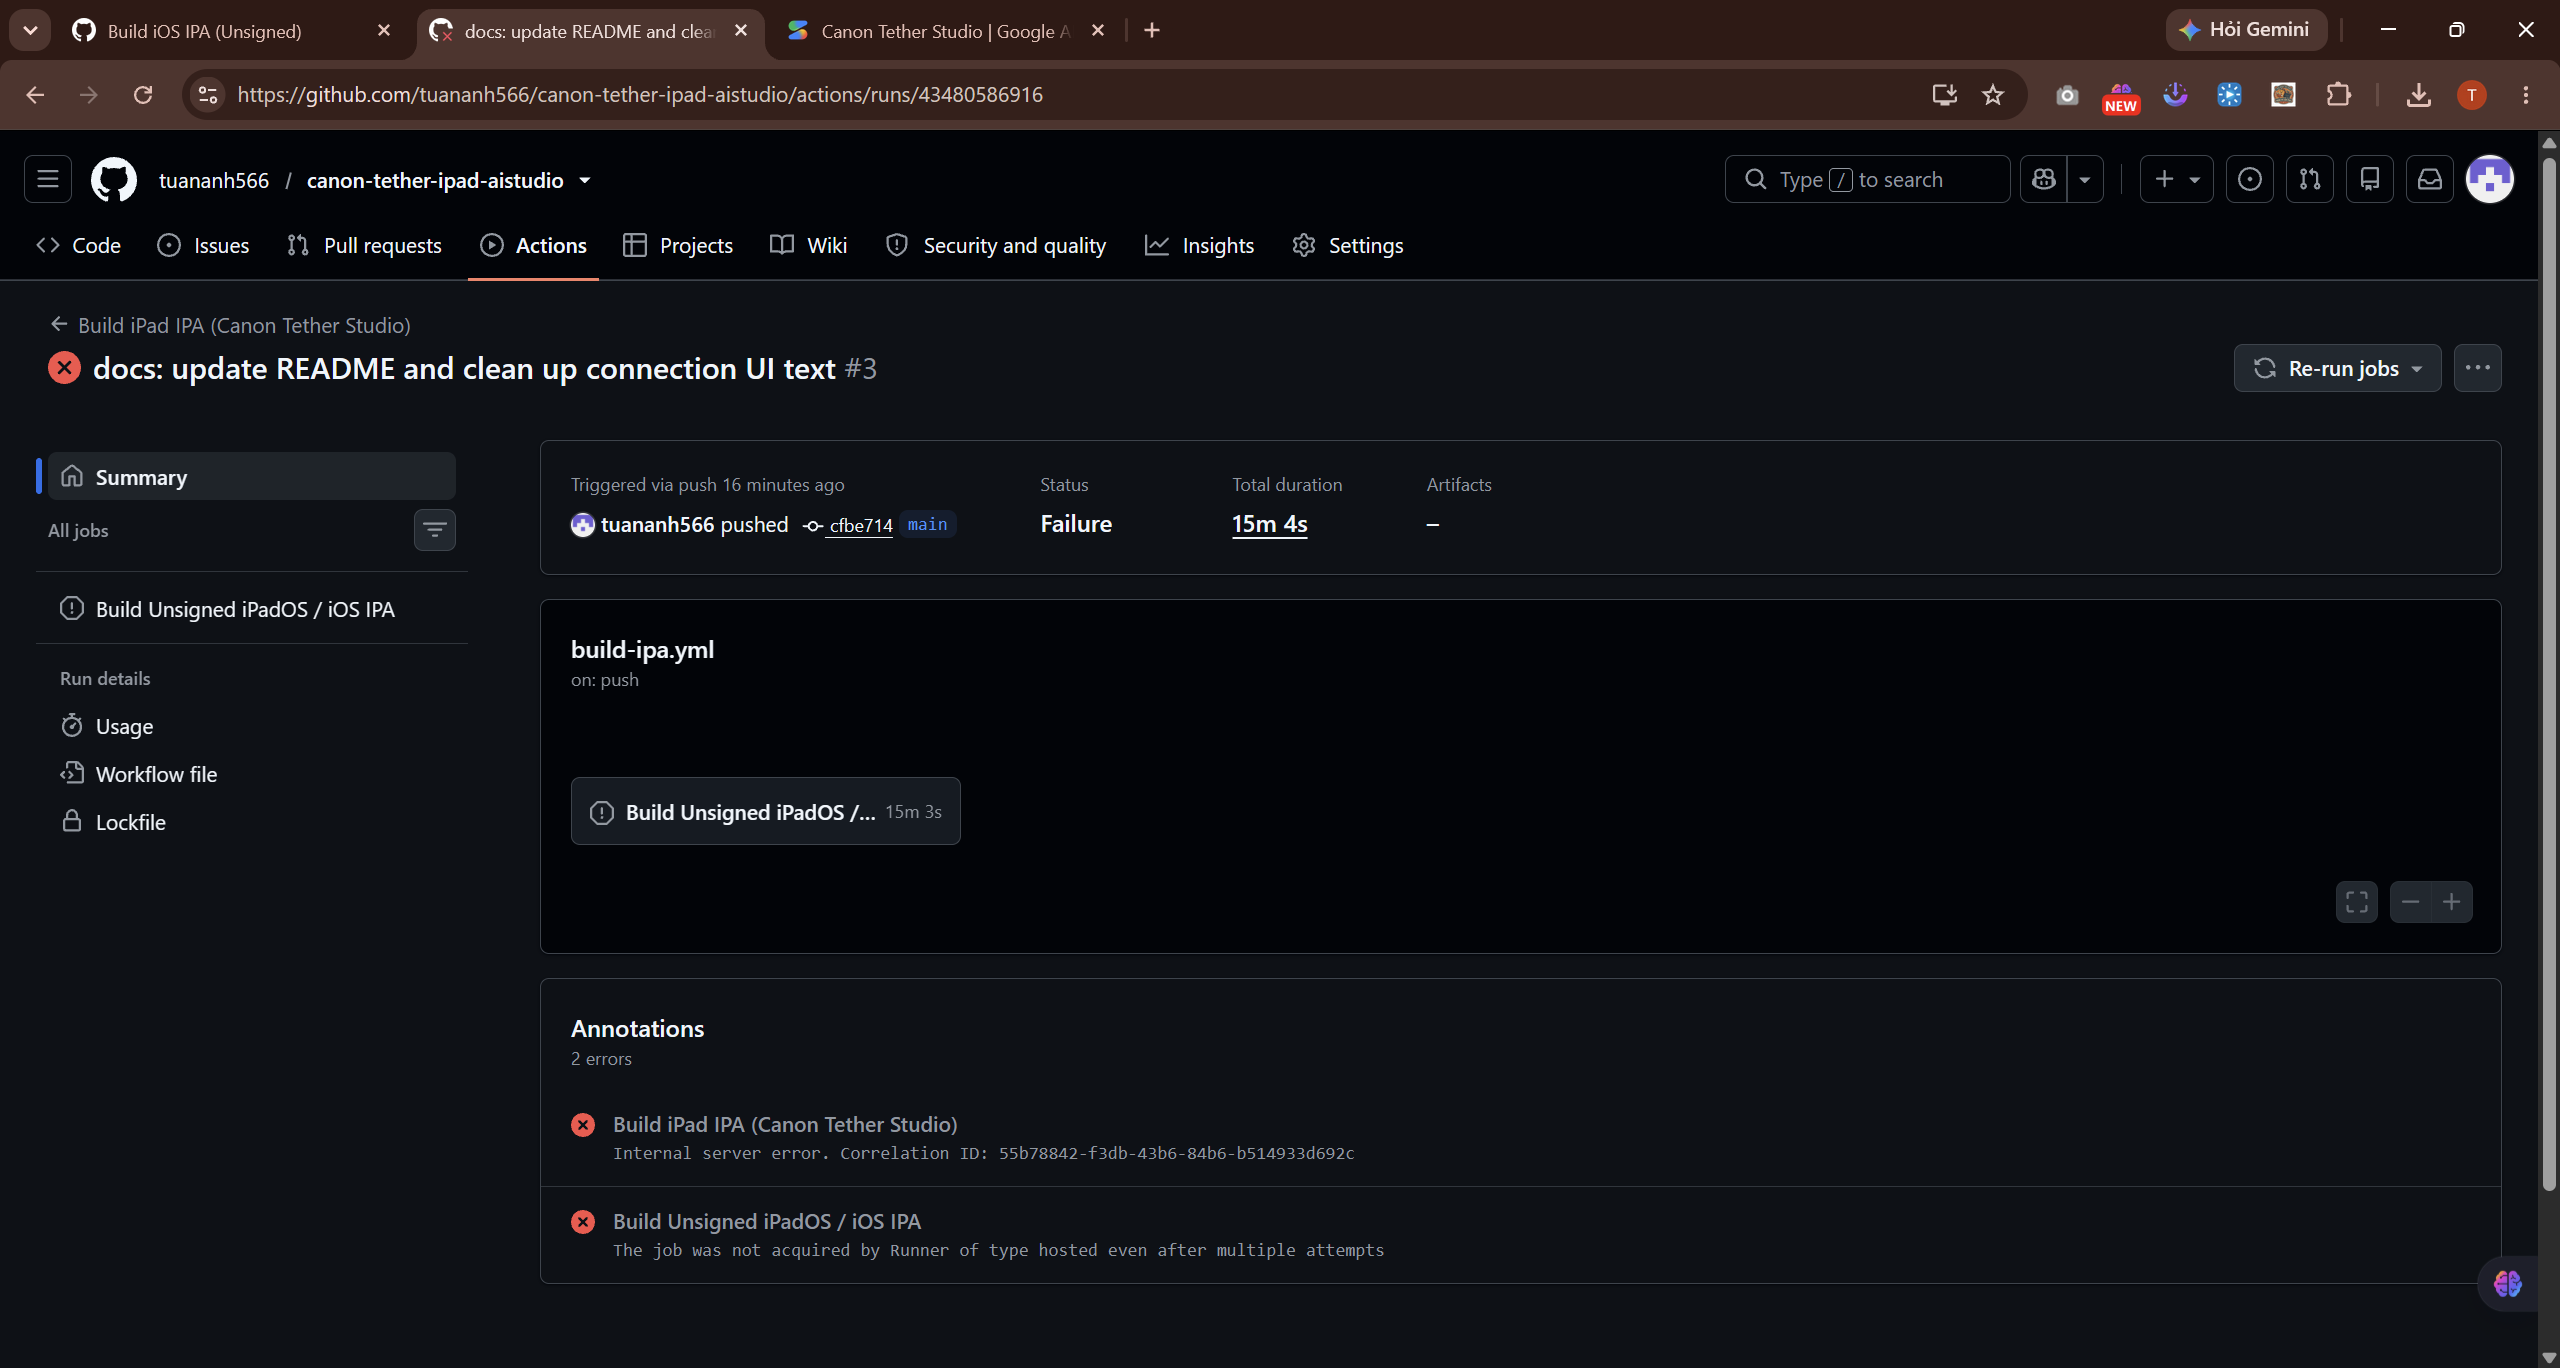 Build iOS IPA (Unsigned)
docs: update README and clea
Canon Tether Studio | Google A
Hỏi Gemini
https://github.com/tuananh566/canon-tether-ipad-aistudio/actions/runs/43480586916
NEW
T
tuananh566 / canon-tether-ipad-aistudio
Type / to search
Code
Issues
Pull requests
Actions
Projects
Wiki
Security and quality
Insights
Settings
Build iPad IPA (Canon Tether Studio)
docs: update README and clean up connection UI text #3
Re-run jobs
Summary
All jobs
Build Unsigned iPadOS / iOS IPA
Run details
Usage
Workflow file
Lockfile
Triggered via push 16 minutes ago
tuananh566 pushed cfbe714 main
Status
Failure
Total duration
15m 4s
Artifacts
–
build-ipa.yml
on: push
Build Unsigned iPadOS /... 15m 3s
Annotations
2 errors
Build iPad IPA (Canon Tether Studio)
Internal server error. Correlation ID: 55b78842-f3db-43b6-84b6-b514933d692c
Build Unsigned iPadOS / iOS IPA
The job was not acquired by Runner of type hosted even after multiple attempts